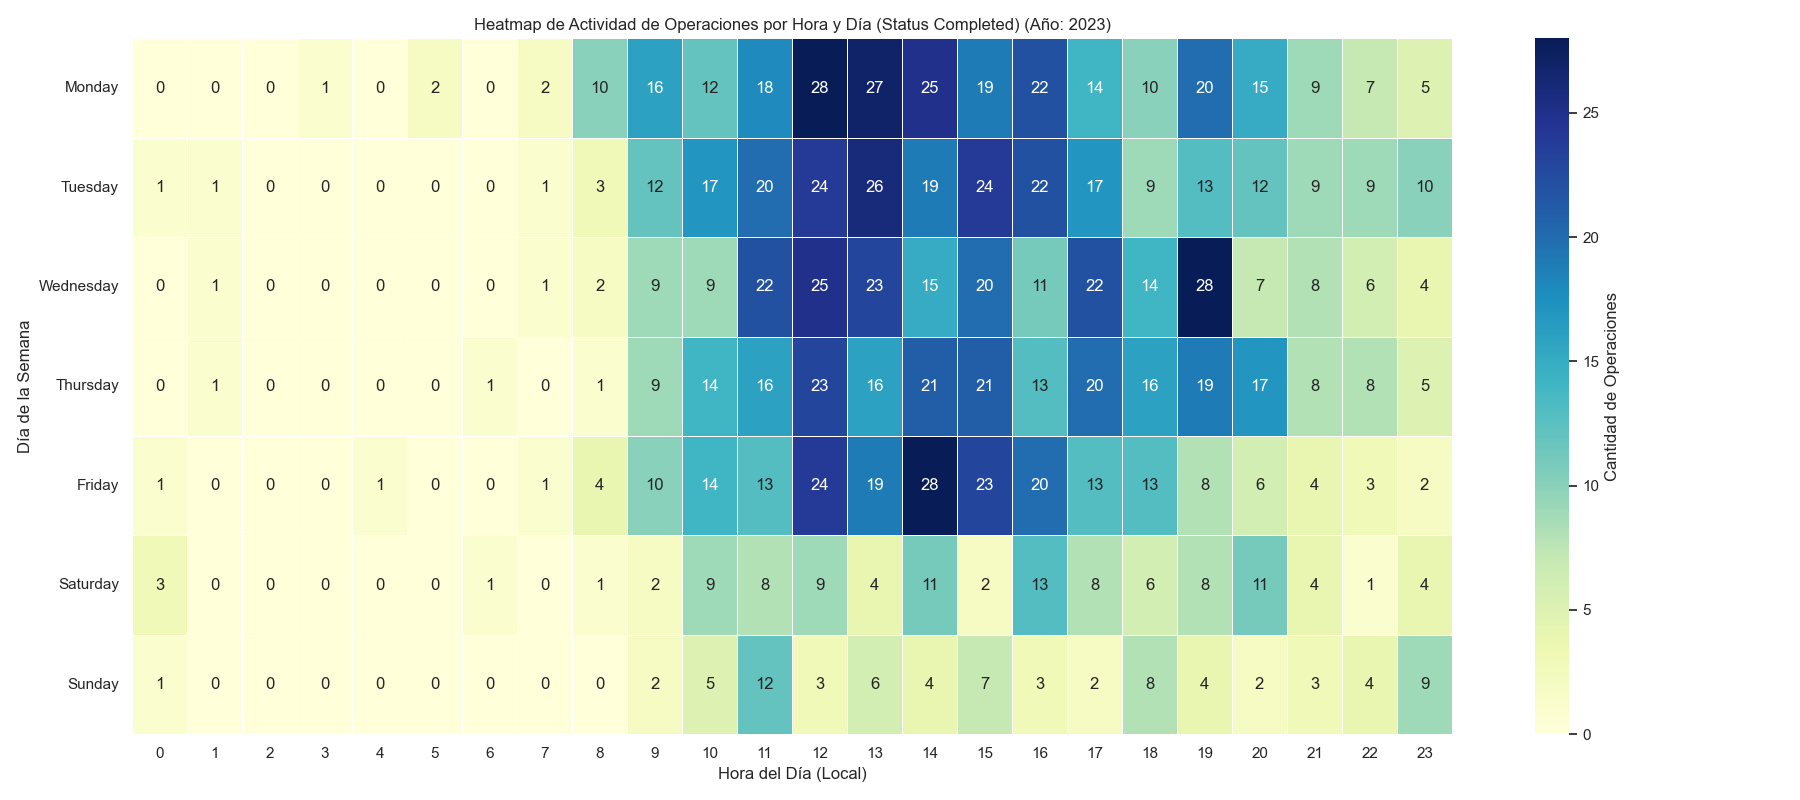 Heatmap de Actividad de Operaciones por Hora y Día (Status Completed) (Año: 2023)
Día de la Semana
Monday 0 0 0 1 0 2 0 2 10 16 12 18 28 27 25 19 22 14 10 20 15 9 7 5
Tuesday 1 1 0 0 0 0 0 1 3 12 17 20 24 26 19 24 22 17 9 13 12 9 9 10
Wednesday 0 1 0 0 0 0 0 1 2 9 9 22 25 23 15 20 11 22 14 28 7 8 6 4
Thursday 0 1 0 0 0 0 1 0 1 9 14 16 23 16 21 21 13 20 16 19 17 8 8 5
Friday 1 0 0 0 1 0 0 1 4 10 14 13 24 19 28 23 20 13 13 8 6 4 3 2
Saturday 3 0 0 0 0 0 1 0 1 2 9 8 9 4 11 2 13 8 6 8 11 4 1 4
Sunday 1 0 0 0 0 0 0 0 0 2 5 12 3 6 4 7 3 2 8 4 2 3 4 9
0 1 2 3 4 5 6 7 8 9 10 11 12 13 14 15 16 17 18 19 20 21 22 23
Hora del Día (Local)
25
20
15
10
5
0
Cantidad de Operaciones